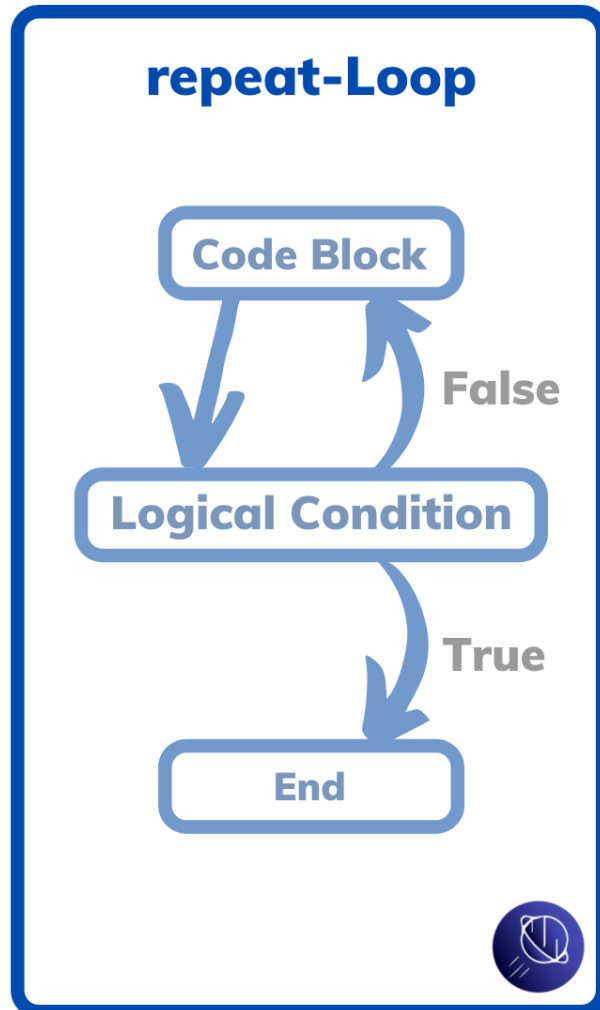 repeat-Loop
Code Block
False
Logical Condition
True
End